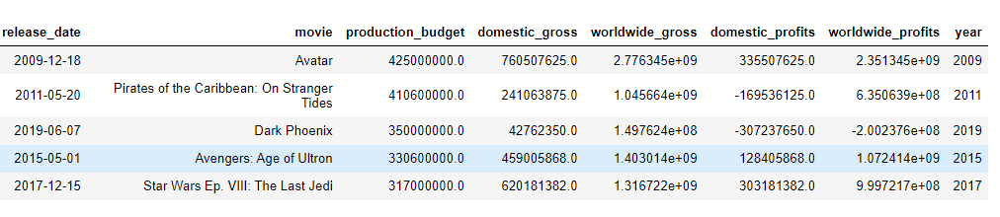 release_date movie production_budget domestic_gross worldwide_gross domestic_profits worldwide_profits year
2009-12-18 Avatar 425000000.0 760507625.0 2.776345e+09 335507625.0 2.351345e+09 2009
2011-05-20 Pirates of the Caribbean: On Stranger Tides 410600000.0 241063875.0 1.045664e+09 -169536125.0 6.350639e+08 2011
2019-06-07 Dark Phoenix 350000000.0 42762350.0 1.497624e+08 -307237650.0 -2.002376e+08 2019
2015-05-01 Avengers: Age of Ultron 330600000.0 459005868.0 1.403014e+09 128405868.0 1.072414e+09 2015
2017-12-15 Star Wars Ep. VIII: The Last Jedi 317000000.0 620181382.0 1.316722e+09 303181382.0 9.997217e+08 2017